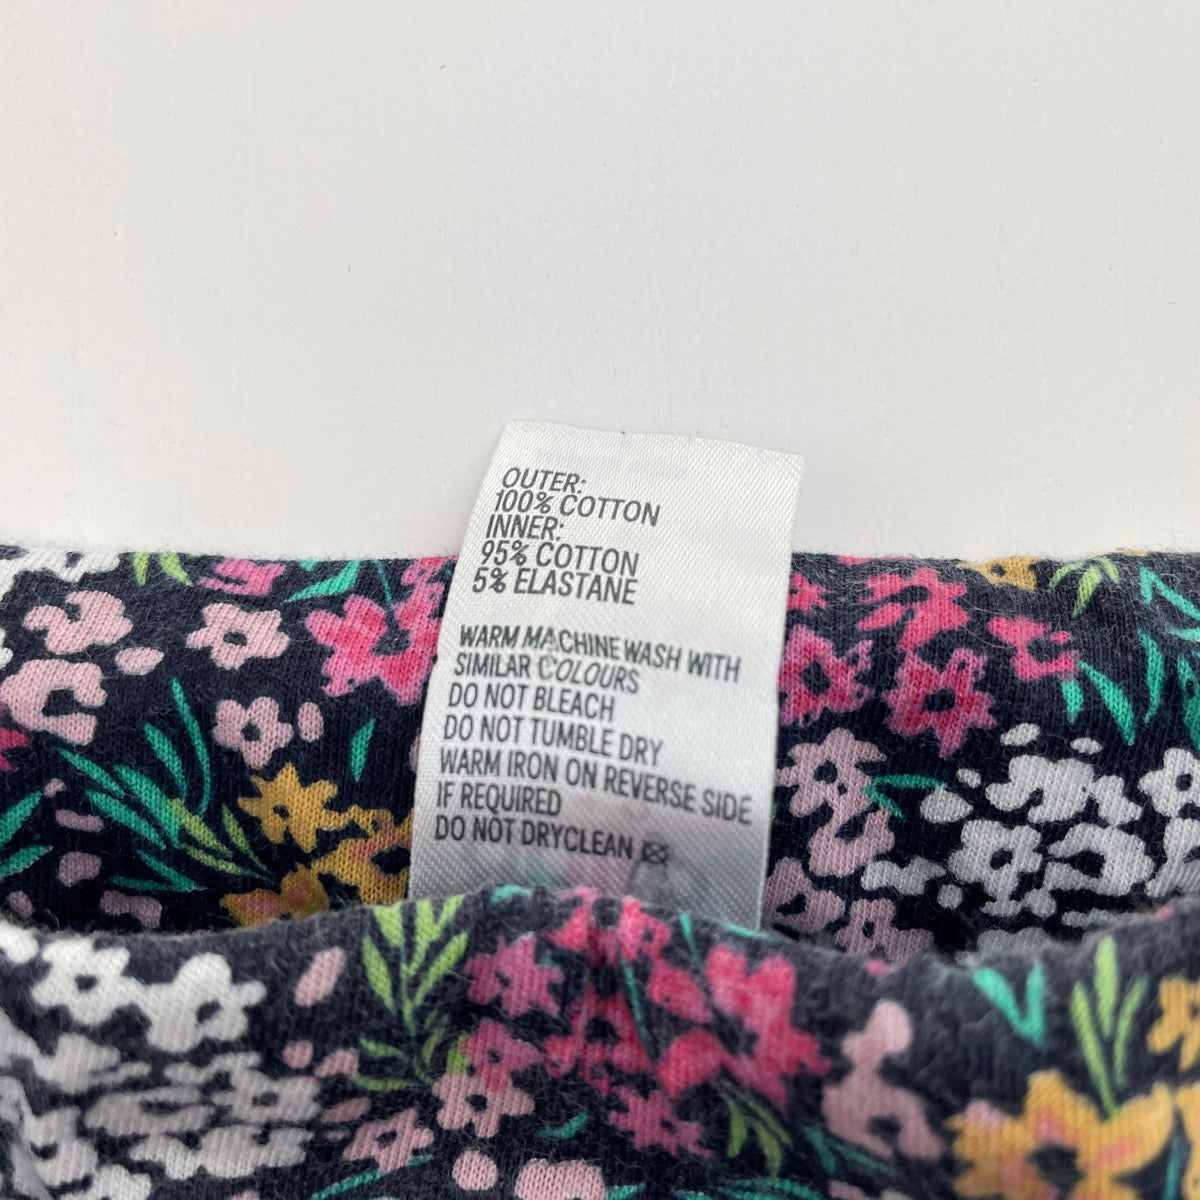 OUTER:
100% COTTON
INNER:
95% COTTON
5% ELASTANE
WARM MACHINE WASH WITH
SIMILAR COLOURS
DO NOT BLEACH
DO NOT TUMBLE DRY
WARM IRON ON REVERSE SIDE
IF REQUIRED
DO NOT DRYCLEAN